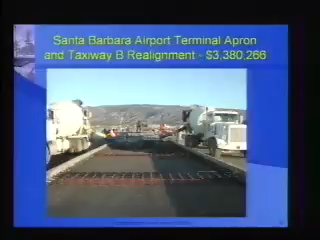 Santa Barbara Airport Terminal Apron
and Taxiway B Realignment - $3,380,266